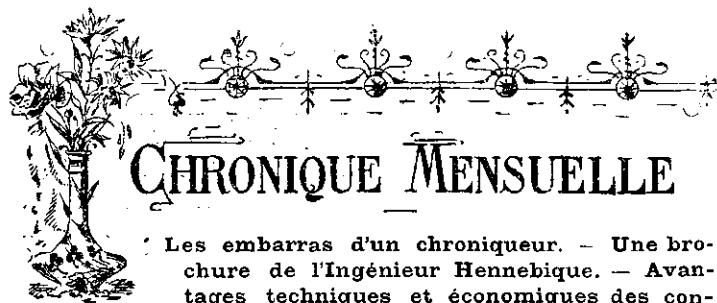 CHRONIQUE MENSUELLE
Les embarras d'un chroniqueur. — Une bro-
chure de l'Ingénieur Hennebique. — Avan-
tages techniques et économiques des con-